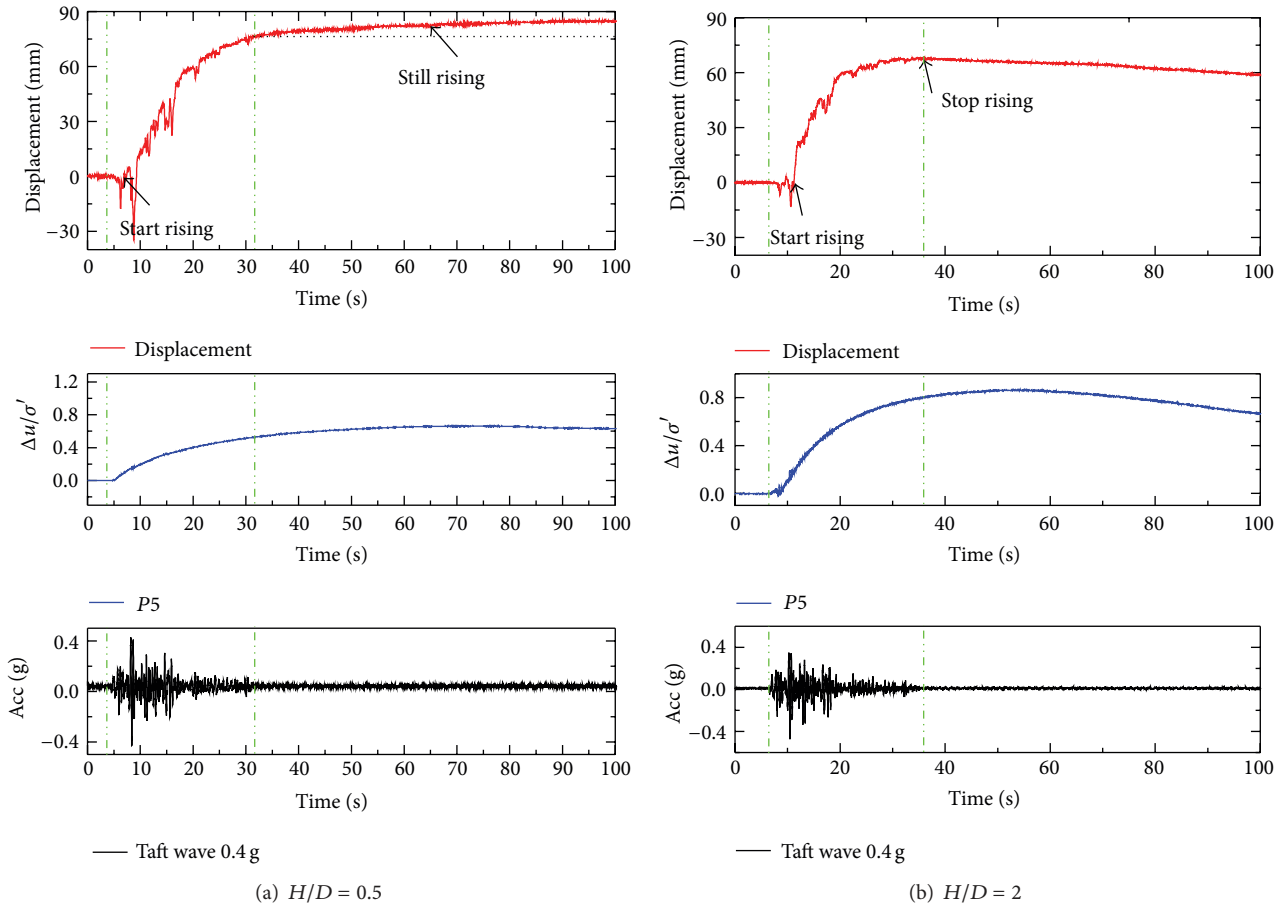 90
60
30
0
−30
Displacement (mm)
Start rising
Still rising
0 10 20 30 40 50 60 70 80 90 100
Time (s)
Displacement
1.2
0.8
0.4
0.0
Δu/σ′
0 10 20 30 40 50 60 70 80 90 100
Time (s)
P5
0.4
0.0
−0.4
Acc (g)
0 10 20 30 40 50 60 70 80 90 100
Time (s)
Taft wave 0.4 g
(a) H/D = 0.5
90
60
30
0
−30
Displacement (mm)
Start rising
Stop rising
0 20 40 60 80 100
Time (s)
Displacement
0.8
0.4
0.0
Δu/σ′
0 20 40 60 80 100
Time (s)
P5
0.4
0.0
−0.4
Acc (g)
0 20 40 60 80 100
Time (s)
Taft wave 0.4 g
(b) H/D = 2